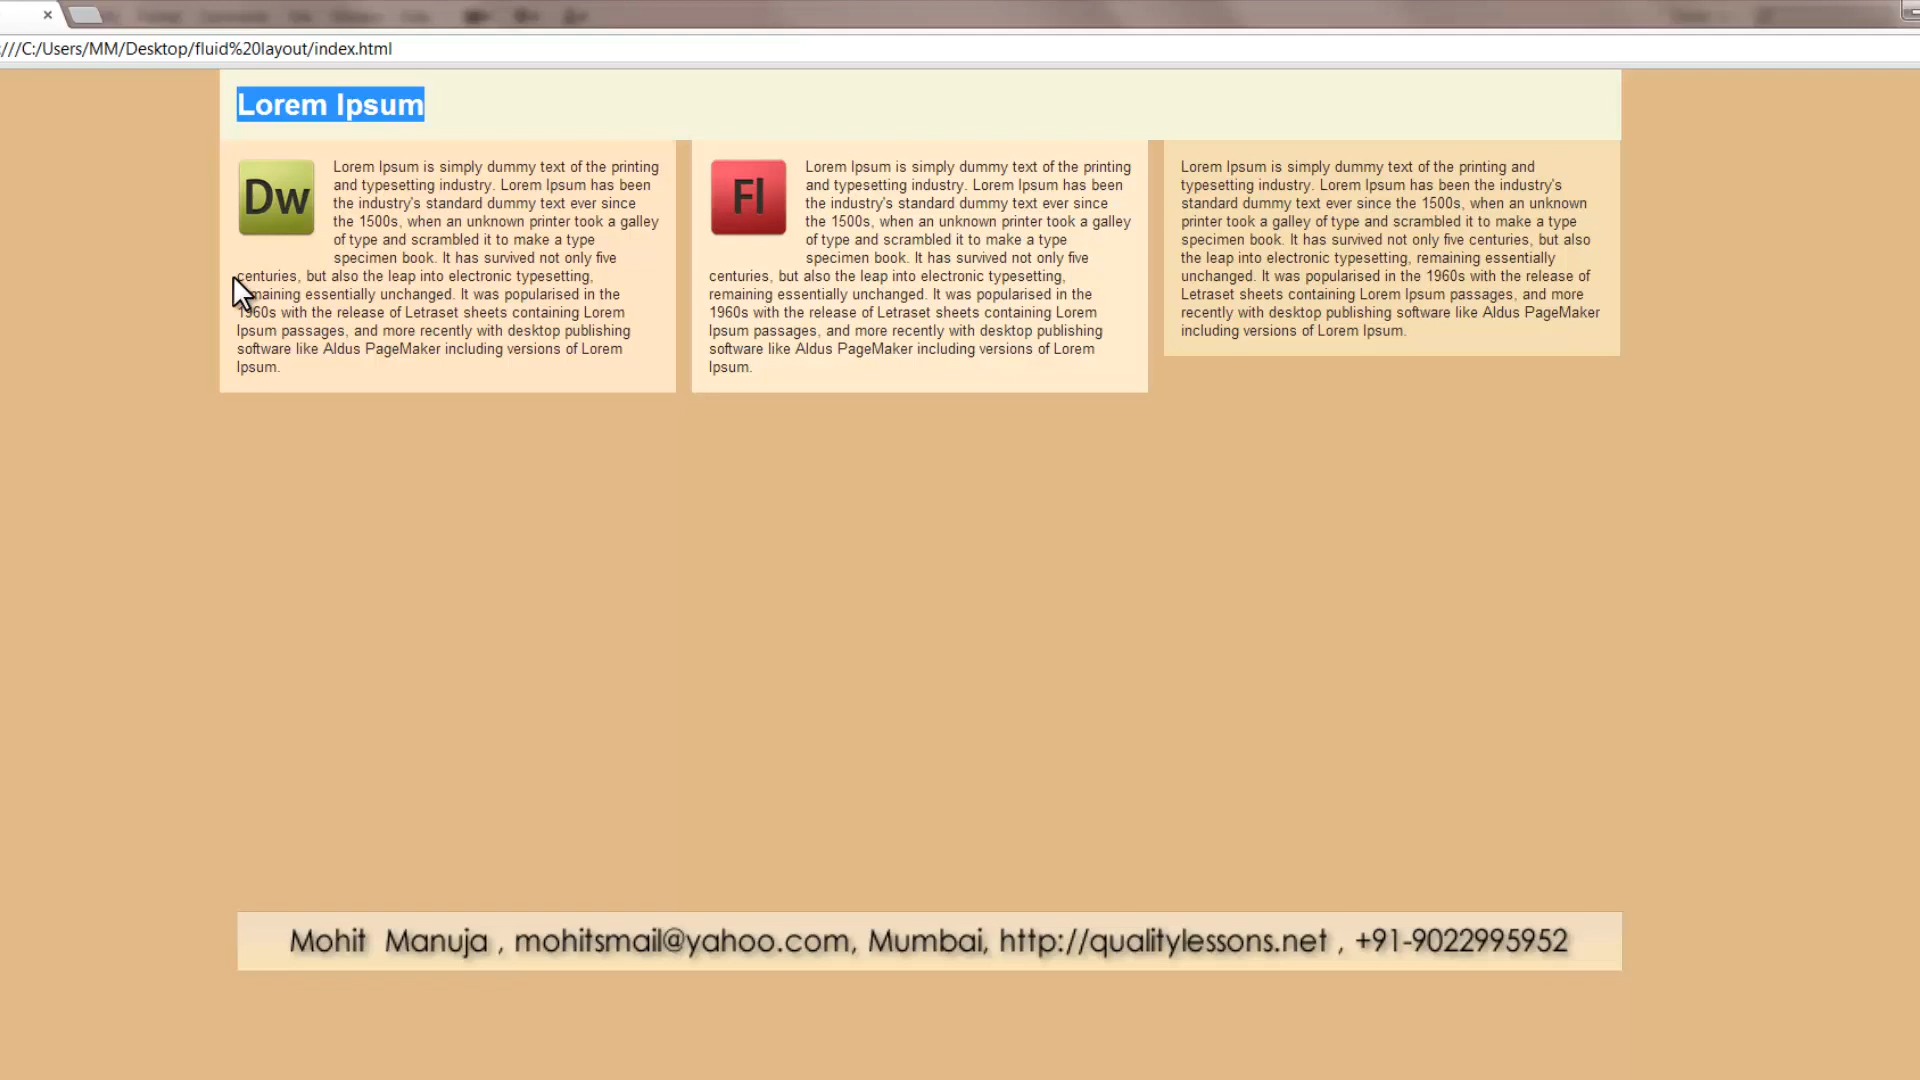 :///C:/Users/MM/Desktop/fluid%20layout/index.html
Lorem Ipsum
Dw
Lorem Ipsum is simply dummy text of the printing
and typesetting industry. Lorem Ipsum has been
the industry's standard dummy text ever since
the 1500s, when an unknown printer took a galley
of type and scrambled it to make a type
specimen book. It has survived not only five
centuries, but also the leap into electronic typesetting,
remaining essentially unchanged. It was popularised in the
1960s with the release of Letraset sheets containing Lorem
Ipsum passages, and more recently with desktop publishing
software like Aldus PageMaker including versions of Lorem
Ipsum.
Fl
Lorem Ipsum is simply dummy text of the printing
and typesetting industry. Lorem Ipsum has been
the industry's standard dummy text ever since
the 1500s, when an unknown printer took a galley
of type and scrambled it to make a type
specimen book. It has survived not only five
centuries, but also the leap into electronic typesetting,
remaining essentially unchanged. It was popularised in the
1960s with the release of Letraset sheets containing Lorem
Ipsum passages, and more recently with desktop publishing
software like Aldus PageMaker including versions of Lorem
Ipsum.
Lorem Ipsum is simply dummy text of the printing and
typesetting industry. Lorem Ipsum has been the industry's
standard dummy text ever since the 1500s, when an unknown
printer took a galley of type and scrambled it to make a type
specimen book. It has survived not only five centuries, but also
the leap into electronic typesetting, remaining essentially
unchanged. It was popularised in the 1960s with the release of
Letraset sheets containing Lorem Ipsum passages, and more
recently with desktop publishing software like Aldus PageMaker
including versions of Lorem Ipsum.
Mohit Manuja , mohitsmail@yahoo.com, Mumbai, http://qualitylessons.net , +91-9022995952